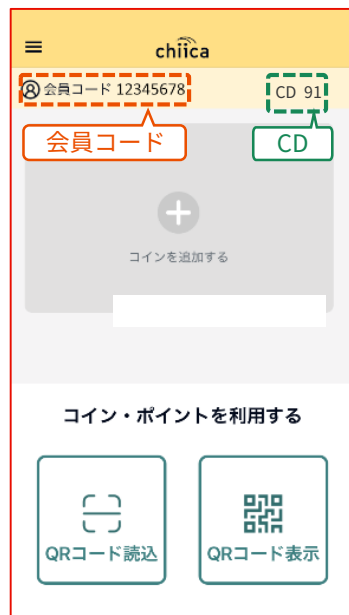 chiica
会員コード 12345678
CD 91
会員コード
CD
コインを追加する
コイン・ポイントを利用する
QRコード読込
QRコード表示